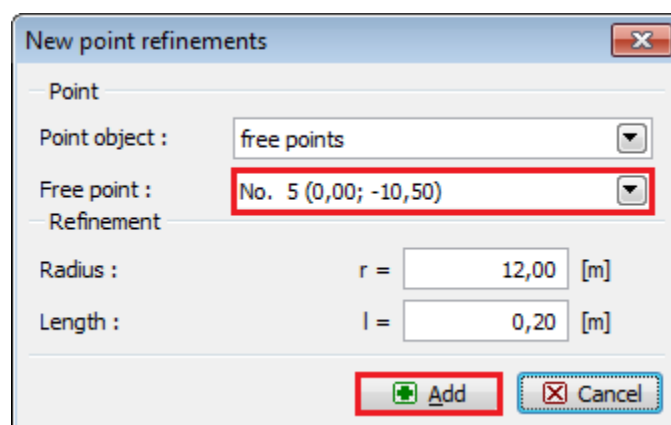 New point refinements
Point
Point object : free points
Free point : No. 5 (0,00; -10,50)
Refinement
Radius : r = 12,00 [m]
Length : l = 0,20 [m]
Add Cancel